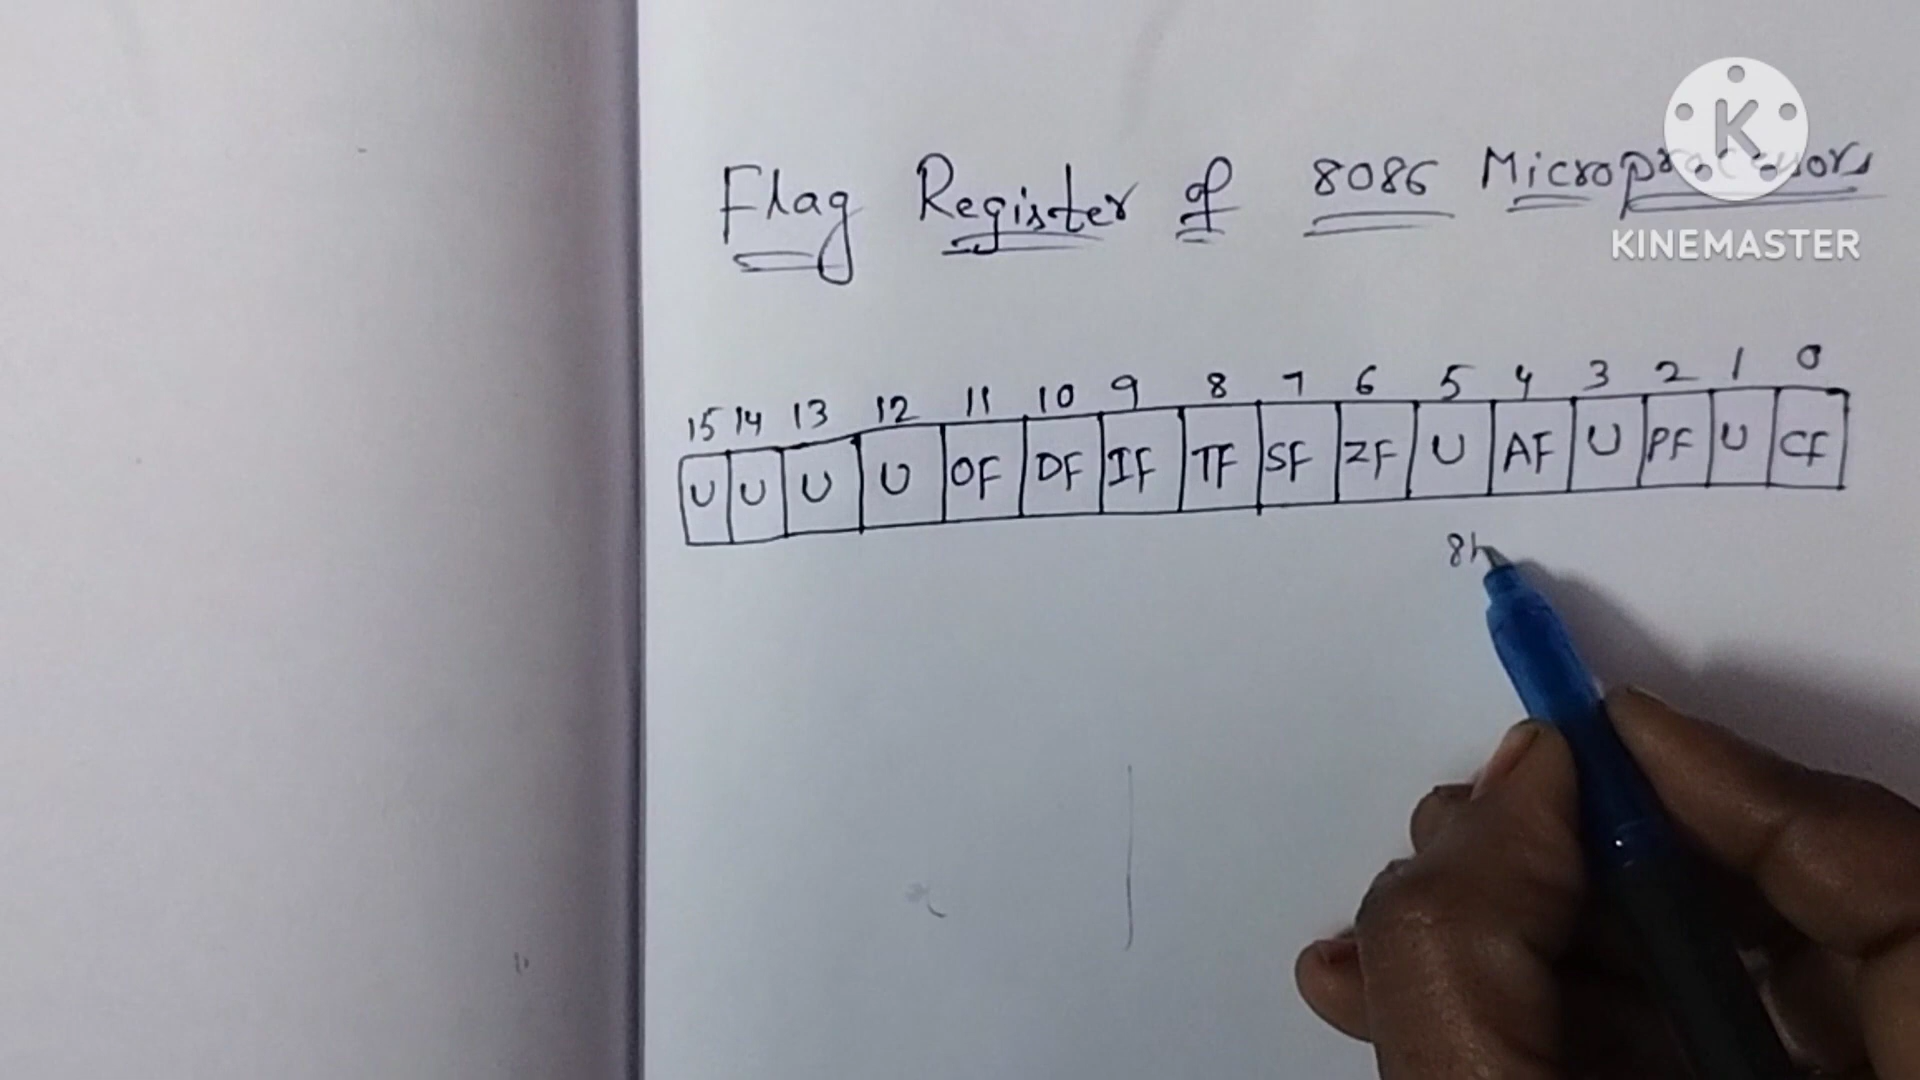 Flag Register of 8086 Microprocessors
K
KINEMASTER
15 14 13 12 11 10 9 8 7 6 5 4 3 2 1 0
U U U U OF DF IF TF SF ZF U AF U PF U CF